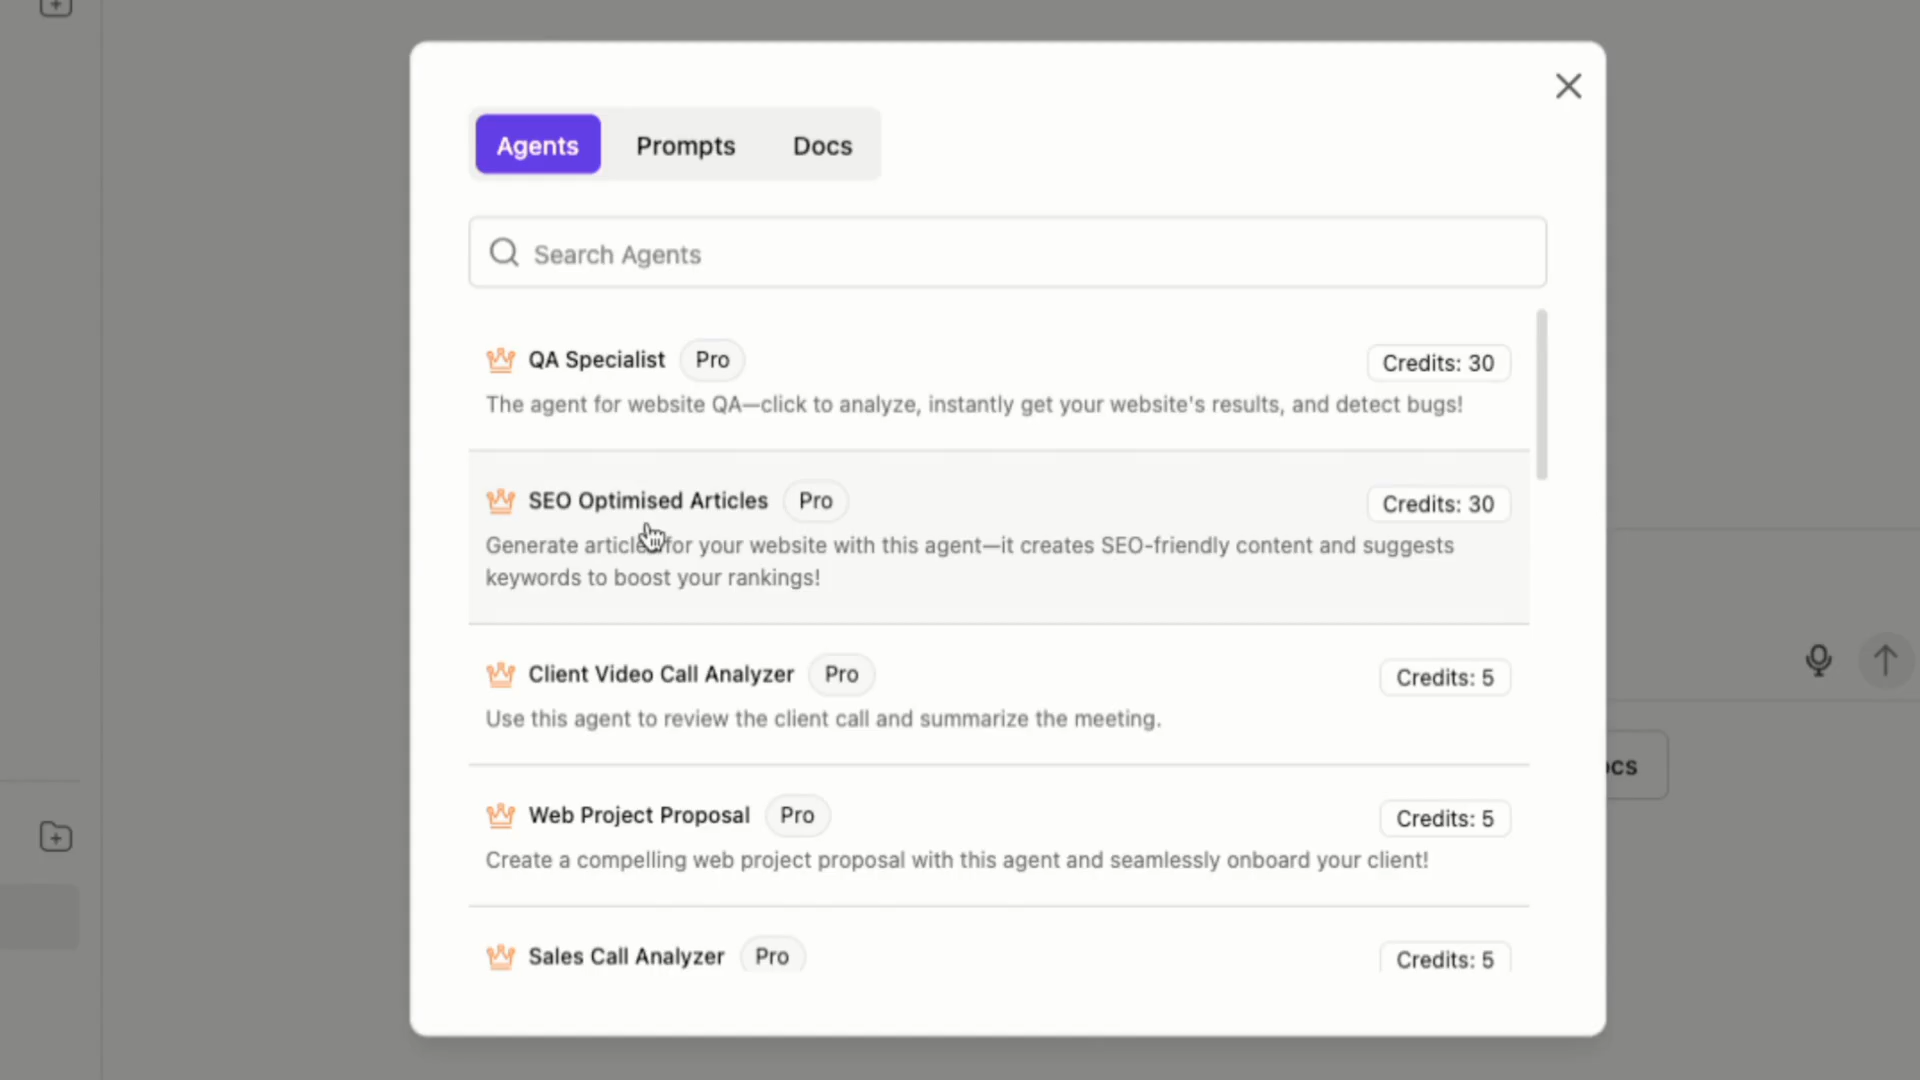 Agents Prompts Docs
Search Agents
QA Specialist Pro Credits: 30
The agent for website QA—click to analyze, instantly get your website's results, and detect bugs!
SEO Optimised Articles Pro Credits: 30
Generate articles for your website with this agent—it creates SEO-friendly content and suggests
keywords to boost your rankings!
Client Video Call Analyzer Pro Credits: 5
Use this agent to review the client call and summarize the meeting.
Web Project Proposal Pro Credits: 5
Create a compelling web project proposal with this agent and seamlessly onboard your client!
Sales Call Analyzer Pro Credits: 5